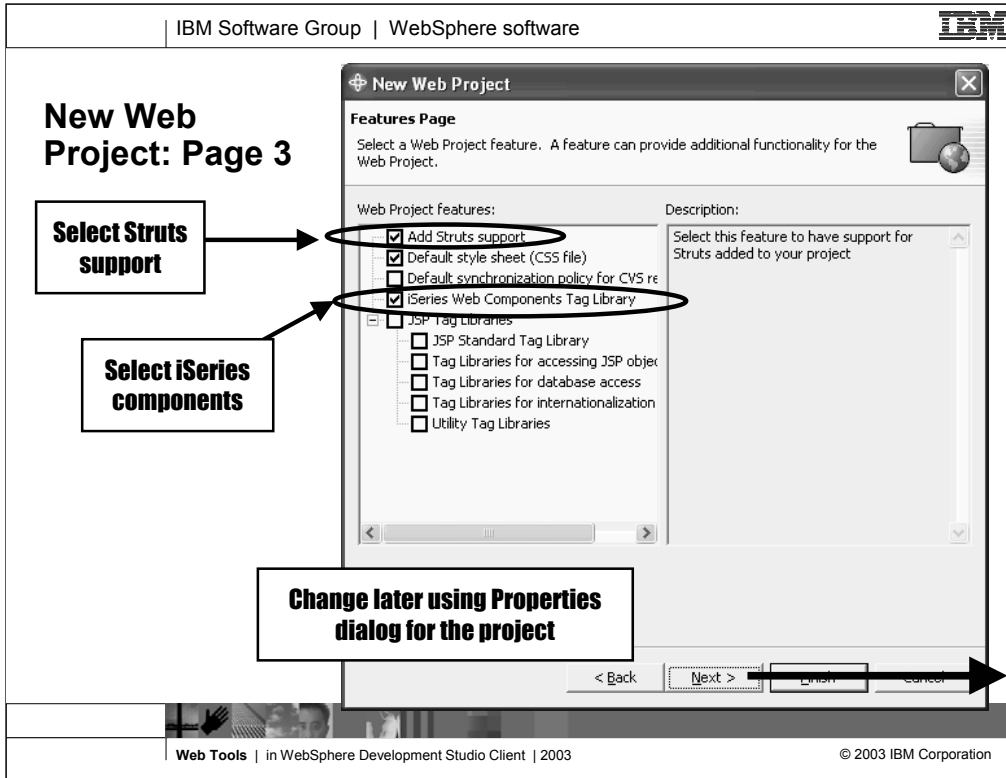 IBM Software Group | WebSphere software
IBM
New Web
Project: Page 3
Select Struts
support
Select iSeries
components
New Web Project
Features Page
Select a Web Project feature. A feature can provide additional functionality for the
Web Project.
Web Project features:
Add Struts support
Default style sheet (CSS file)
Default synchronization policy for CVS re
iSeries Web Components Tag Library
JSP Tag Libraries
JSP Standard Tag Library
Tag Libraries for accessing JSP objec
Tag Libraries for database access
Tag Libraries for internationalization
Utility Tag Libraries
Description:
Select this feature to have support for
Struts added to your project
Change later using Properties
dialog for the project
< Back
Next >
Finish
Cancel
Web Tools | in WebSphere Development Studio Client | 2003
© 2003 IBM Corporation